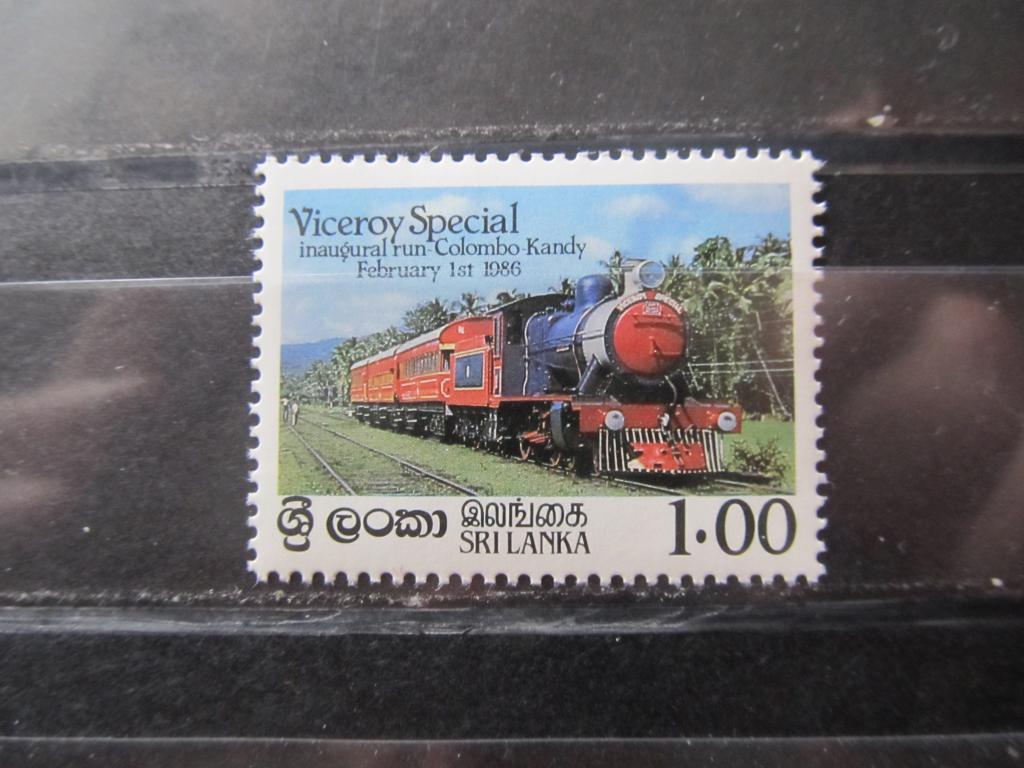 Viceroy Special
inaugural run-Colombo-Kandy
February 1st 1986
ශ්‍රී ලංකා இலங்கை
SRI LANKA
1.00